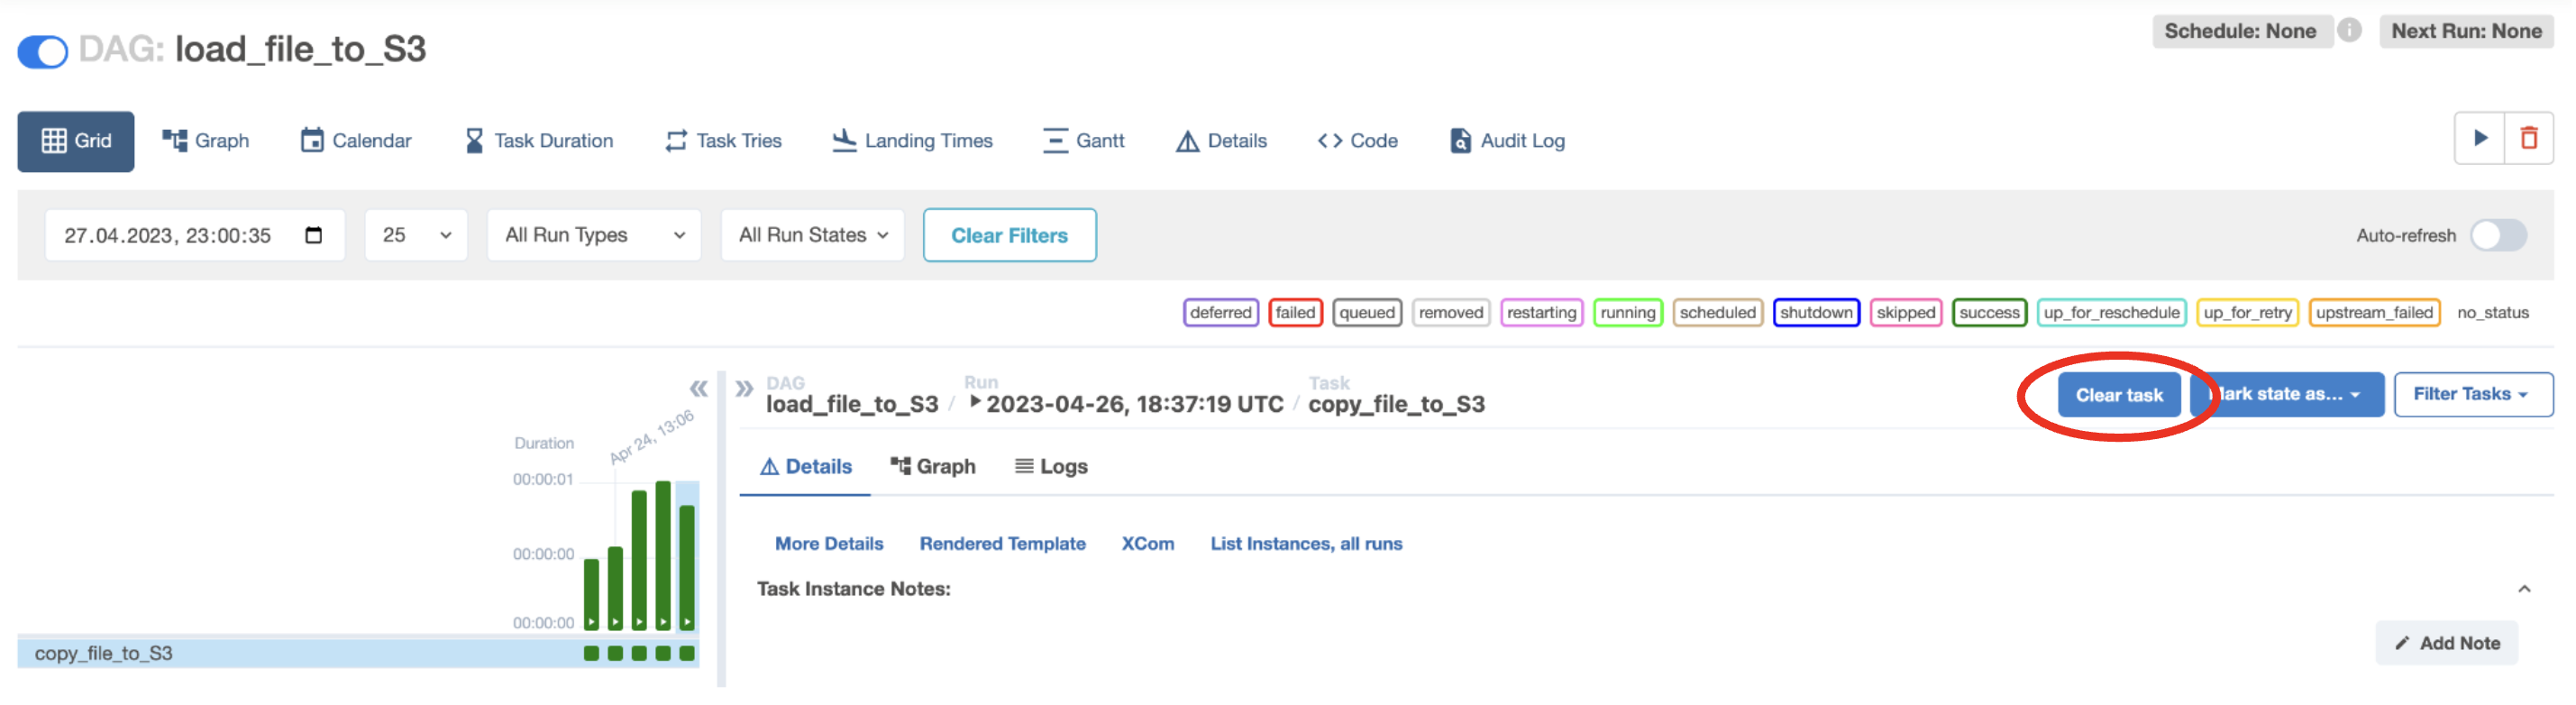 DAG: load_file_to_S3
Schedule: None
Next Run: None
Grid
Graph
Calendar
Task Duration
Task Tries
Landing Times
Gantt
Details
Code
Audit Log
27.04.2023, 23:00:35
25
All Run Types
All Run States
Clear Filters
Auto-refresh
deferred
failed
queued
removed
restarting
running
scheduled
shutdown
skipped
success
up_for_reschedule
up_for_retry
upstream_failed
no_status
Duration
Apr 24, 13:06
00:00:01
00:00:00
00:00:00
copy_file_to_S3
DAG
load_file_to_S3
/
Run
2023-04-26, 18:37:19 UTC
/
Task
copy_file_to_S3
Clear task
Mark state as...
Filter Tasks
Details
Graph
Logs
More Details
Rendered Template
XCom
List Instances, all runs
Task Instance Notes:
Add Note